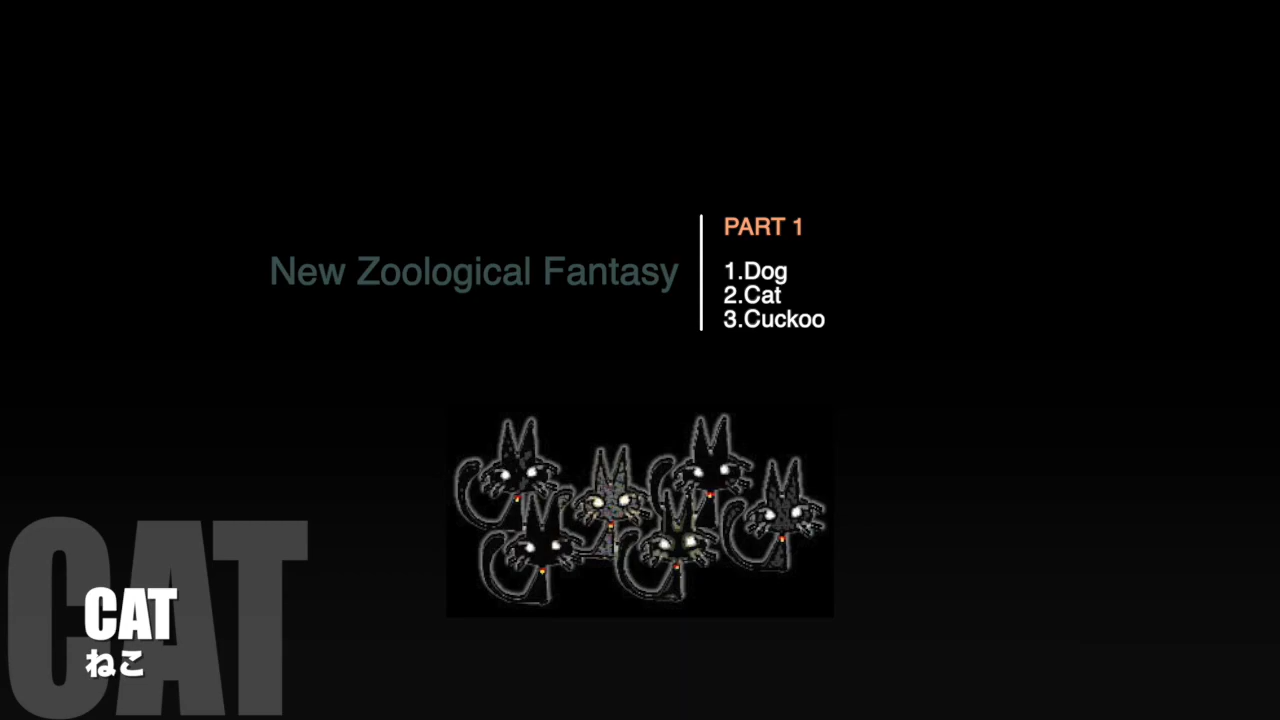 New Zoological Fantasy
PART 1
1.Dog
2.Cat
3.Cuckoo
CAT
CAT
ねこ